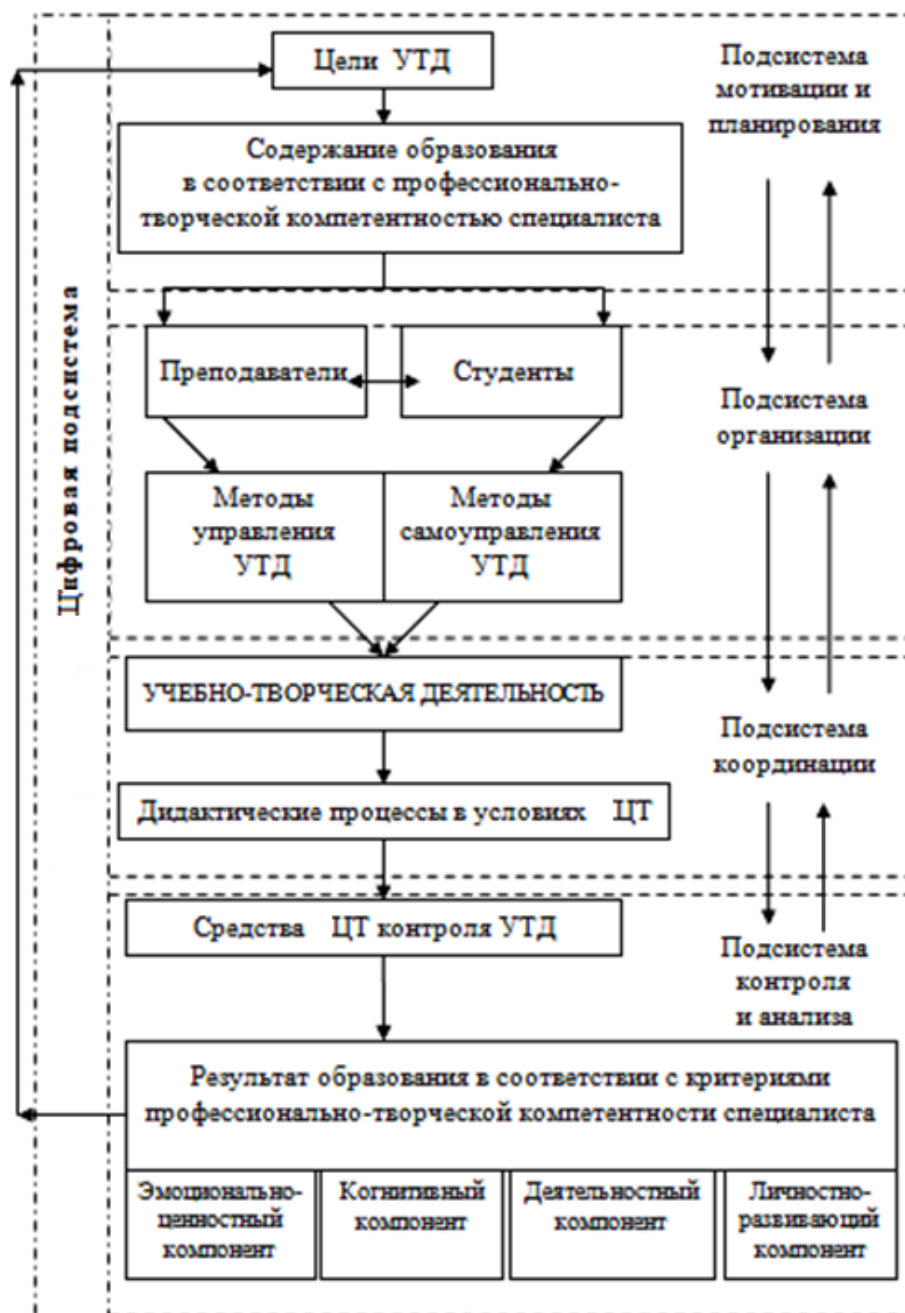 Цели УТД
Подсистема
мотивации и
планирования
Содержание образования
в соответствии с профессионально-
творческой компетентностью специалиста
Цифровая подсистема
Преподаватели
Студенты
Подсистема
организации
Методы
управления
УТД
Методы
самоуправления
УТД
УЧЕБНО-ТВОРЧЕСКАЯ ДЕЯТЕЛЬНОСТЬ
Подсистема
координации
Дидактические процессы в условиях ЦТ
Средства ЦТ контроля УТД
Подсистема
контроля
и анализа
Результат образования в соответствии с критериями
профессионально-творческой компетентности специалиста
Эмоционально-
ценностный
компонент
Когнитивный
компонент
Деятельностный
компонент
Личностно-
развивающий
компонент